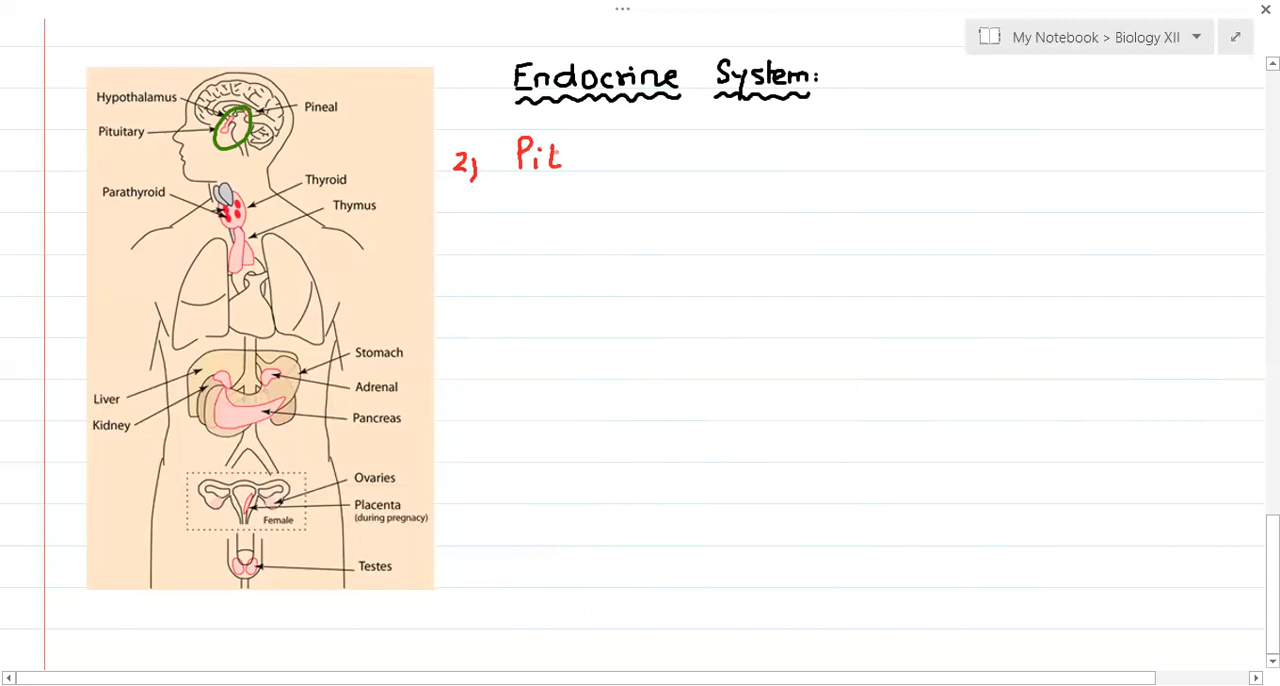 My Notebook > Biology XII
Endocrine System:
2) Pit
Hypothalamus
Pineal
Pituitary
Parathyroid
Thyroid
Thymus
Stomach
Adrenal
Liver
Pancreas
Kidney
Ovaries
Placenta
(during pregnacy)
Female
Testes